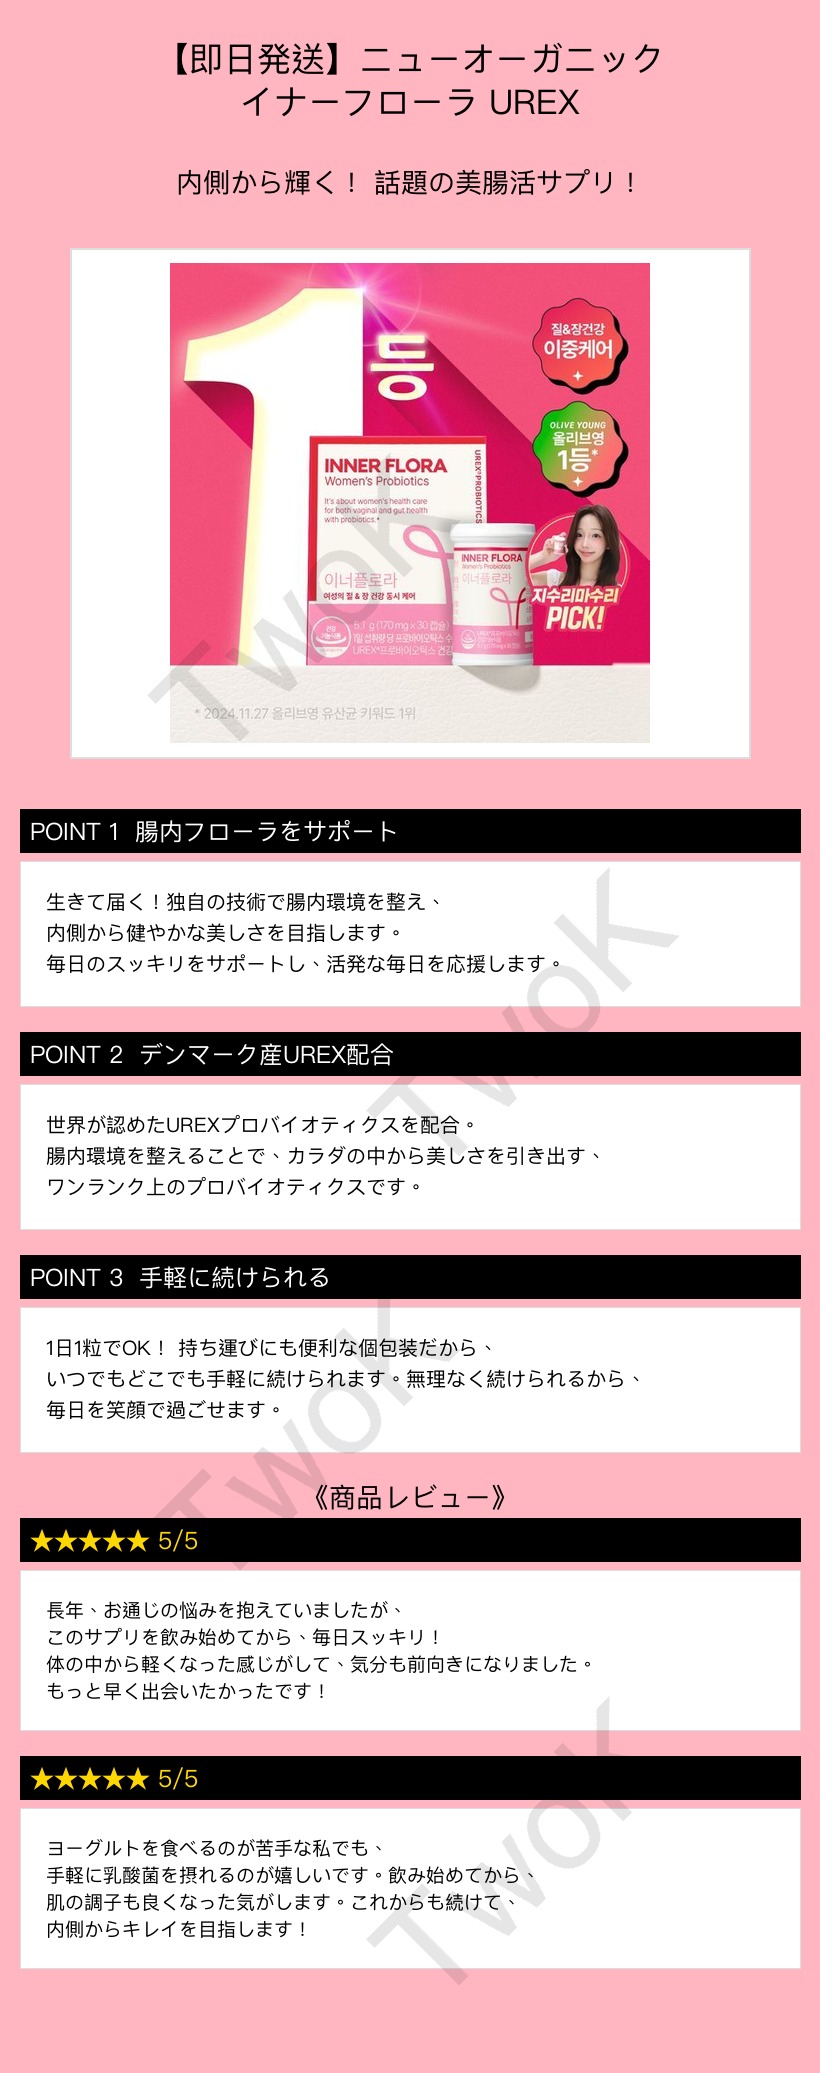 【即日発送】ニューオーガニック
イナーフローラ UREX
内側から輝く！ 話題の美腸活サプリ！
1등
질&장건강
이중케어
OLIVE YOUNG
올리브영
1등*
INNER FLORA
Women's Probiotics
It's about women's health care
for both vaginal and gut health
with probiotics.*
UREX®PROBIOTICS
이너플로라
여성의 질 & 장 건강 동시 케어
건강
기능식품
5.1 g (170 mg x 30 캡슐)
1일 섭취량 당 프로바이오틱스 수
UREX®프로바이오틱스 건강
INNER FLORA
Women's Probiotics
이너플로라
지수리마수리
PICK!
* 2024.11.27 올리브영 유산균 키워드 1위
POINT 1 腸内フローラをサポート
生きて届く！独自の技術で腸内環境を整え、
内側から健やかな美しさを目指します。
毎日のスッキリをサポートし、活発な毎日を応援します。
POINT 2 デンマーク産UREX配合
世界が認めたUREXプロバイオティクスを配合。
腸内環境を整えることで、カラダの中から美しさを引き出す、
ワンランク上のプロバイオティクスです。
POINT 3 手軽に続けられる
1日1粒でOK！ 持ち運びにも便利な個包装だから、
いつでもどこでも手軽に続けられます。無理なく続けられるから、
毎日を笑顔で過ごせます。
《商品レビュー》
★★★★★ 5/5
長年、お通じの悩みを抱えていましたが、
このサプリを飲み始めてから、毎日スッキリ！
体の中から軽くなった感じがして、気分も前向きになりました。
もっと早く出会いたかったです！
★★★★★ 5/5
ヨーグルトを食べるのが苦手な私でも、
手軽に乳酸菌を摂れるのが嬉しいです。飲み始めてから、
肌の調子も良くなった気がします。これからも続けて、
内側からキレイを目指します！
TwoK
TwoK
TwoK
TwoK